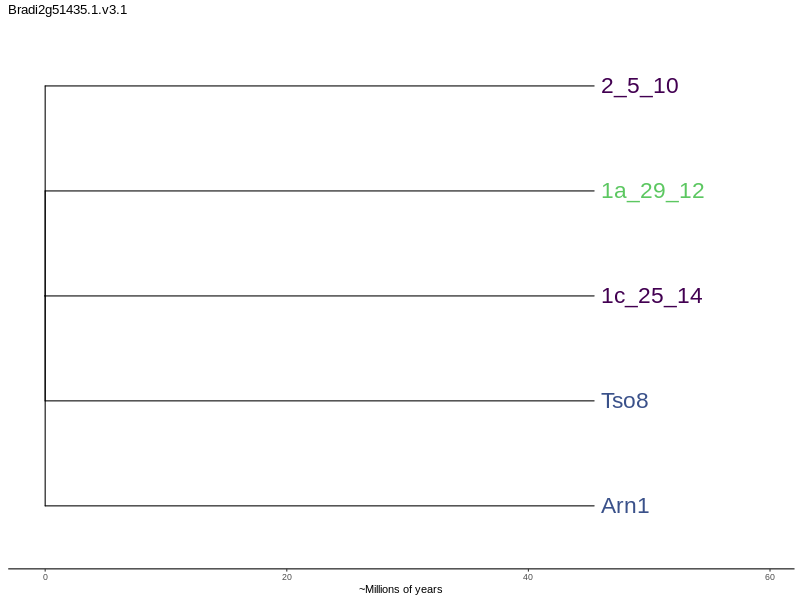 Bradi2g51435.1.v3.1
2_5_10
1a_29_12
1c_25_14
Tso8
Arn1
0 20 40 60
~Millions of years